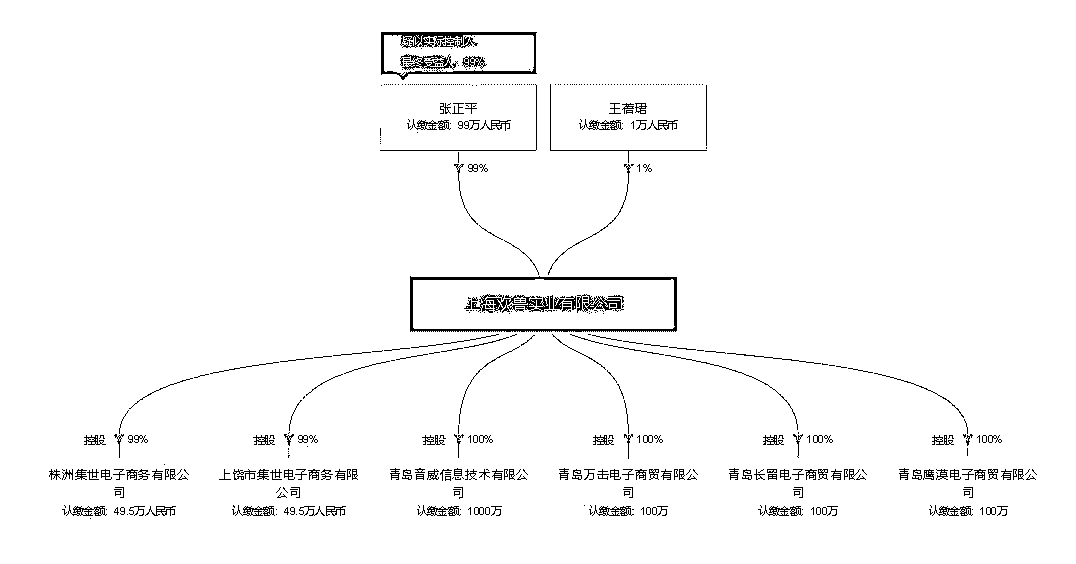 疑似实际控制人
最终受益人：99%
张正平
认缴金额: 99万人民币
王蓓珺
认缴金额: 1万人民币
99%
1%
上海欢兽实业有限公司
控股 99%
控股 99%
控股 100%
控股 100%
控股 100%
控股 100%
株洲集世电子商务有限公
司
认缴金额: 49.5万人民币
上饶市集世电子商务有限
公司
认缴金额: 49.5万人民币
青岛音威信息技术有限公
司
认缴金额: 1000万
青岛万击电子商贸有限公
司
认缴金额: 100万
青岛长留电子商贸有限公
司
认缴金额: 100万
青岛鹰漠电子商贸有限公
司
认缴金额: 100万